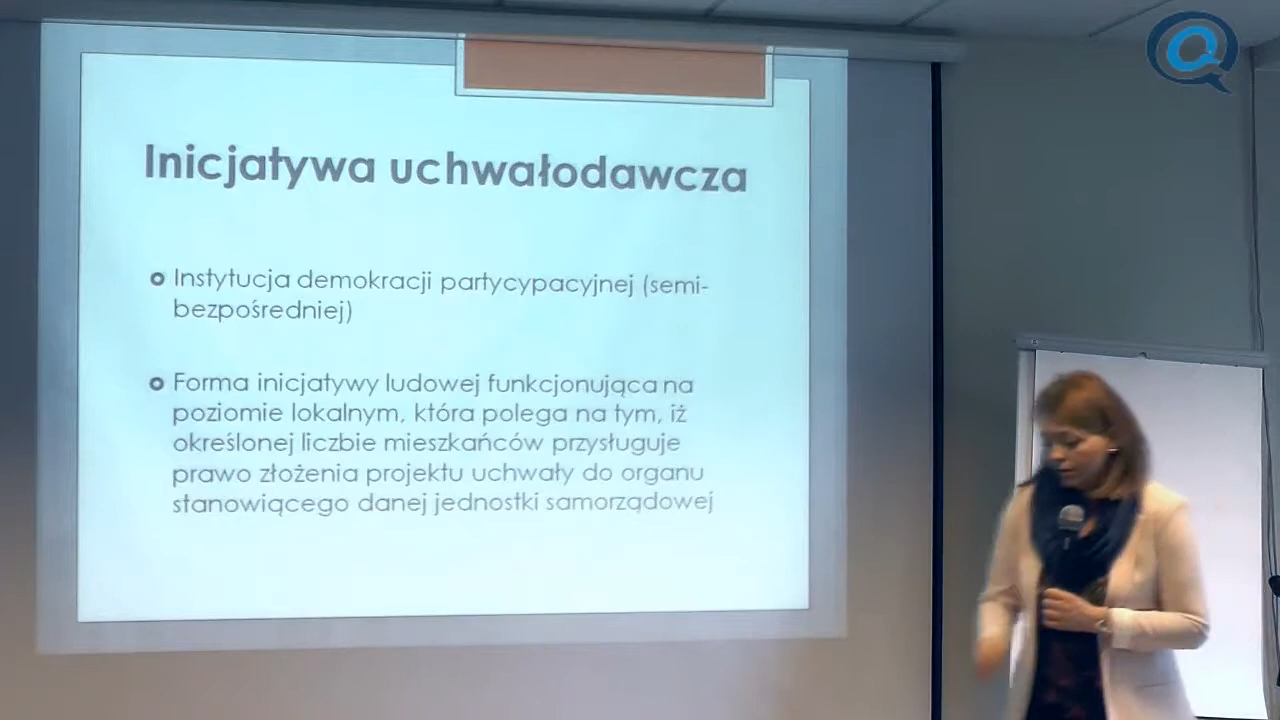 Inicjatywa uchwałodawcza
Instytucja demokracji partycypacyjnej (semi-
bezpośredniej)
Forma inicjatywy ludowej funkcjonująca na
poziomie lokalnym, która polega na tym, iż
określonej liczbie mieszkańców przysługuje
prawo złożenia projektu uchwały do organu
stanowiącego danej jednostki samorządowej